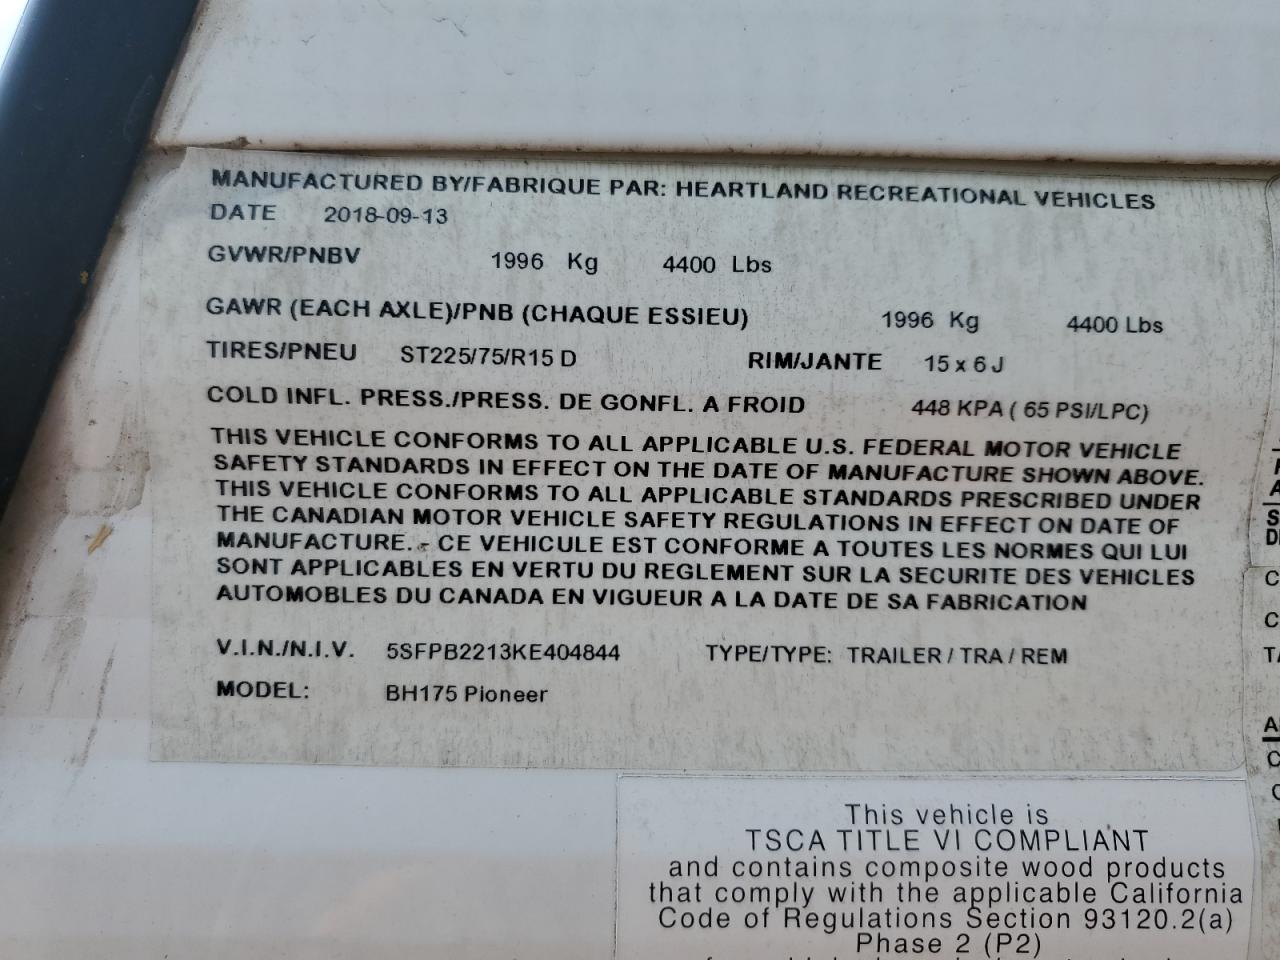 MANUFACTURED BY/FABRIQUE PAR: HEARTLAND RECREATIONAL VEHICLES
DATE 2018-09-13
GVWR/PNBV 1996 Kg 4400 Lbs
GAWR (EACH AXLE)/PNB (CHAQUE ESSIEU) 1996 Kg 4400 Lbs
TIRES/PNEU ST225/75/R15 D RIM/JANTE 15 x 6 J
COLD INFL. PRESS./PRESS. DE GONFL. A FROID 448 KPA ( 65 PSI/LPC)
THIS VEHICLE CONFORMS TO ALL APPLICABLE U.S. FEDERAL MOTOR VEHICLE
SAFETY STANDARDS IN EFFECT ON THE DATE OF MANUFACTURE SHOWN ABOVE.
THIS VEHICLE CONFORMS TO ALL APPLICABLE STANDARDS PRESCRIBED UNDER
THE CANADIAN MOTOR VEHICLE SAFETY REGULATIONS IN EFFECT ON DATE OF
MANUFACTURE. - CE VEHICULE EST CONFORME A TOUTES LES NORMES QUI LUI
SONT APPLICABLES EN VERTU DU REGLEMENT SUR LA SECURITE DES VEHICLES
AUTOMOBLES DU CANADA EN VIGUEUR A LA DATE DE SA FABRICATION
V.I.N./N.I.V. 5SFPB2213KE404844 TYPE/TYPE: TRAILER / TRA / REM
MODEL: BH175 Pioneer
This vehicle is
TSCA TITLE VI COMPLIANT
and contains composite wood products
that comply with the applicable California
Code of Regulations Section 93120.2(a)
Phase 2 (P2)